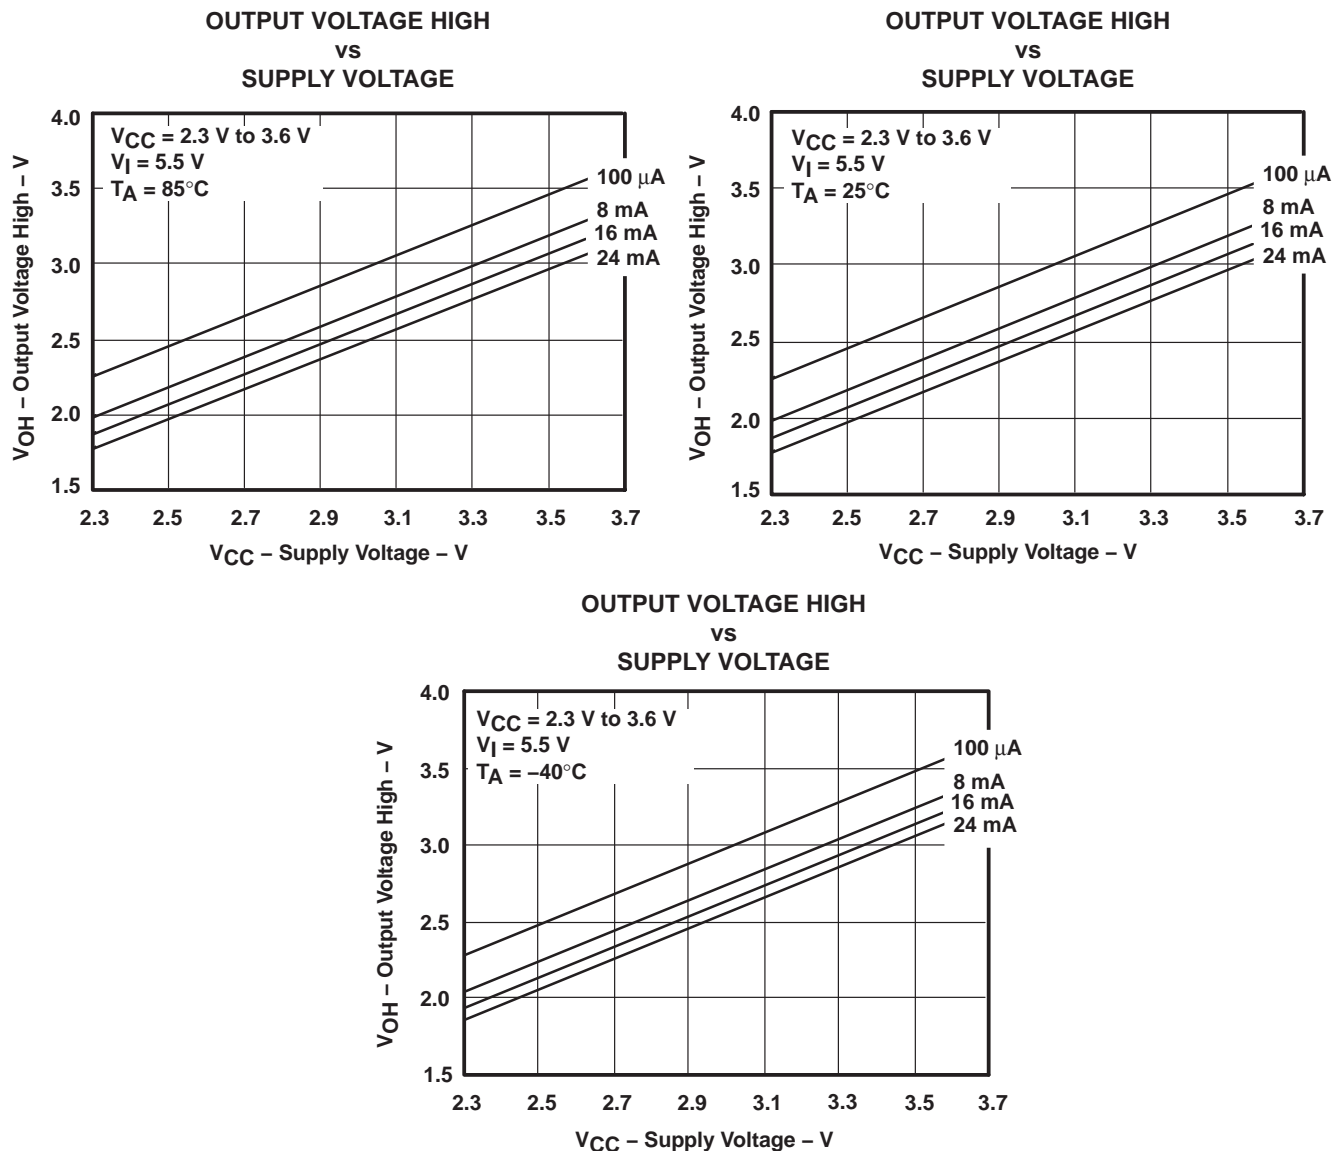 OUTPUT VOLTAGE HIGH
vs
SUPPLY VOLTAGE
4.0
3.5
3.0
2.5
2.0
1.5
VOH – Output Voltage High – V
VCC = 2.3 V to 3.6 V
VI = 5.5 V
TA = 85°C
100 μA
8 mA
16 mA
24 mA
2.3 2.5 2.7 2.9 3.1 3.3 3.5 3.7
VCC – Supply Voltage – V
OUTPUT VOLTAGE HIGH
vs
SUPPLY VOLTAGE
4.0
3.5
3.0
2.5
2.0
1.5
VOH – Output Voltage High – V
VCC = 2.3 V to 3.6 V
VI = 5.5 V
TA = 25°C
100 μA
8 mA
16 mA
24 mA
2.3 2.5 2.7 2.9 3.1 3.3 3.5 3.7
VCC – Supply Voltage – V
OUTPUT VOLTAGE HIGH
vs
SUPPLY VOLTAGE
4.0
3.5
3.0
2.5
2.0
1.5
VOH – Output Voltage High – V
VCC = 2.3 V to 3.6 V
VI = 5.5 V
TA = –40°C
100 μA
8 mA
16 mA
24 mA
2.3 2.5 2.7 2.9 3.1 3.3 3.5 3.7
VCC – Supply Voltage – V